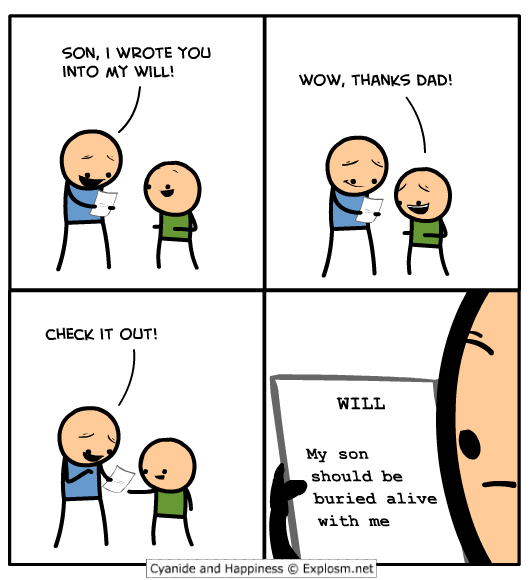 SON, I WROTE YOU
INTO MY WILL!
WOW, THANKS DAD!
CHECK IT OUT!
WILL
My son
should be
buried alive
with me
Cyanide and Happiness © Explosm.net